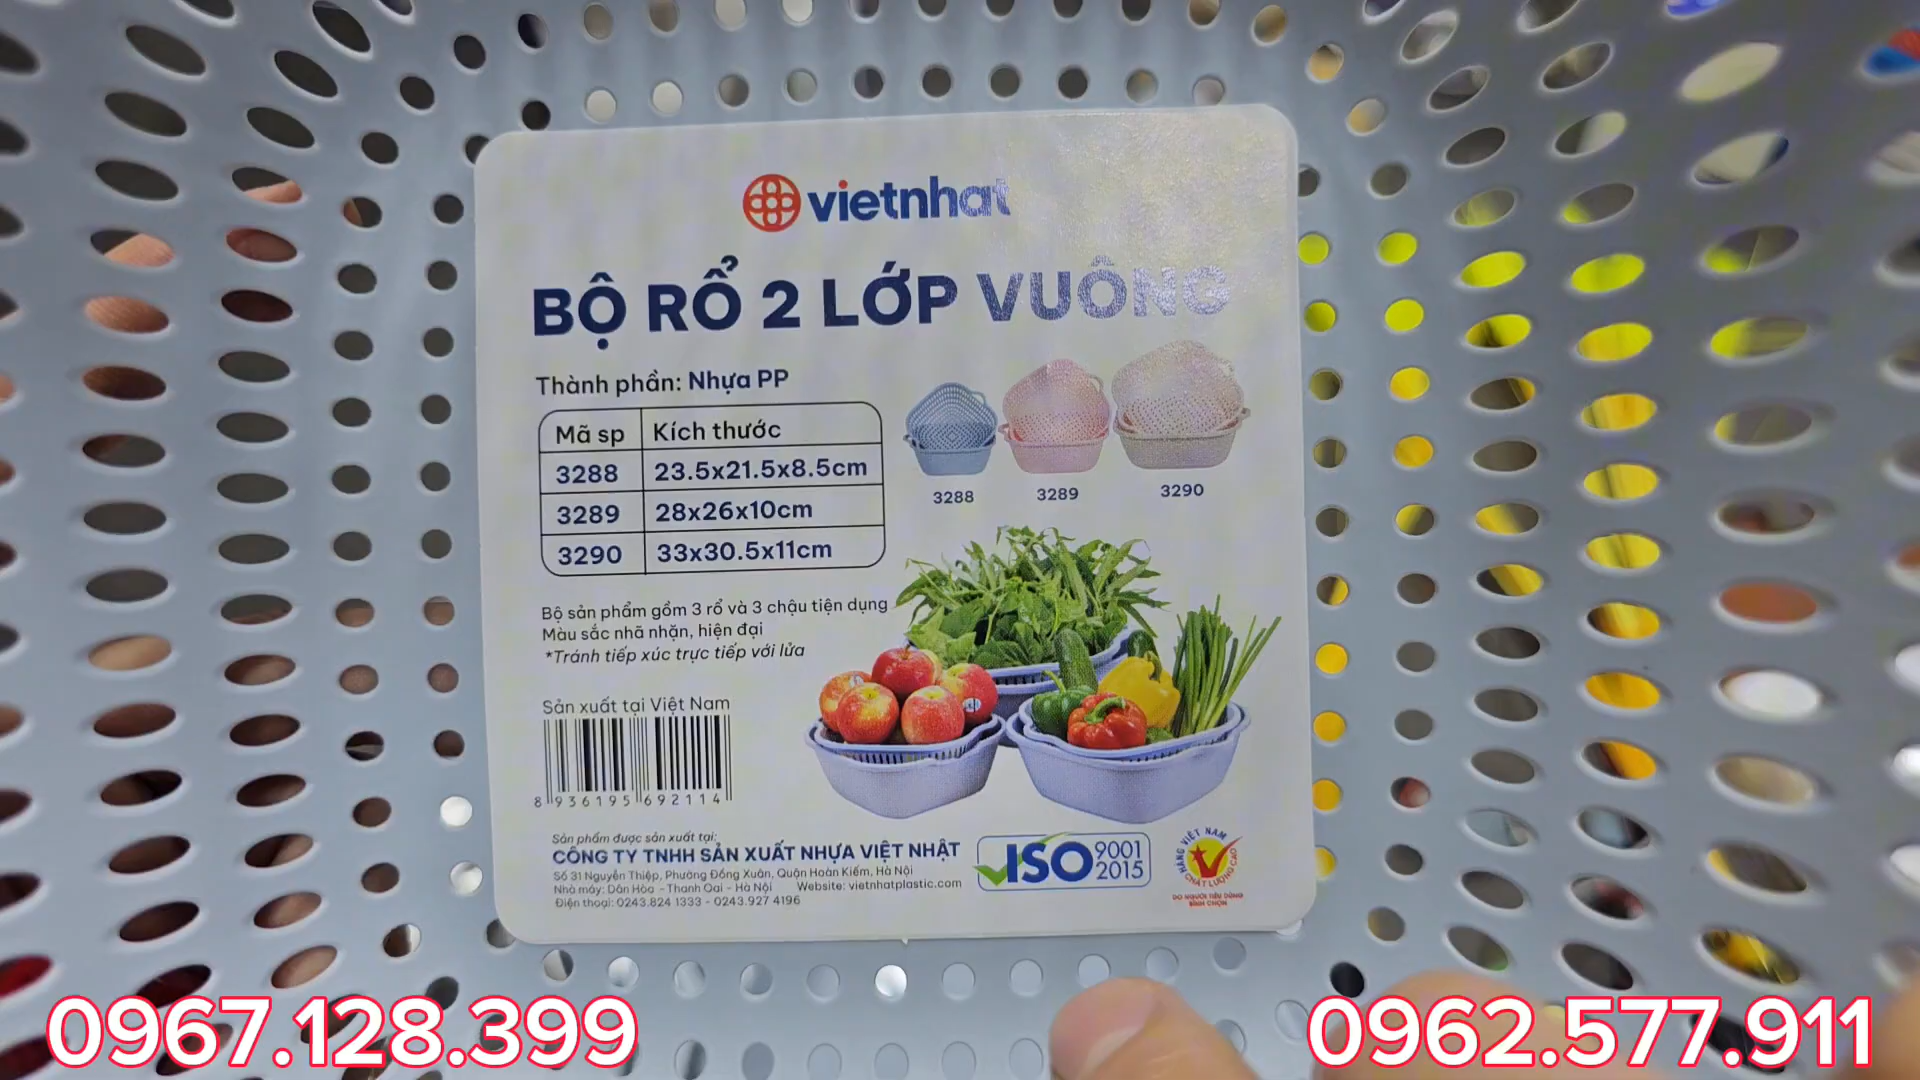 vietnhat
BỘ RỔ 2 LỚP VUÔNG
Thành phần: Nhựa PP
Mã sp Kích thước
3288 23.5x21.5x8.5cm
3289 28x26x10cm
3290 33x30.5x11cm
3288 3289 3290
Bộ sản phẩm gồm 3 rổ và 3 chậu tiện dụng
Màu sắc nhã nhặn, hiện đại
*Tránh tiếp xúc trực tiếp với lửa
Sản xuất tại Việt Nam
8 936195 692114
Sản phẩm được sản xuất tại:
CÔNG TY TNHH SẢN XUẤT NHỰA VIỆT NHẬT
Số 31 Nguyễn Thiệp, Phường Đồng Xuân, Quận Hoàn Kiếm, Hà Nội
Nhà máy: Dân Hòa - Thanh Oai - Hà Nội Website: vietnhatplastic.com
Điện thoại: 0243.824 1333 - 0243.927 4196
ISO 9001 2015
HÀNG VIỆT NAM
CHẤT LƯỢNG CAO
DO NGƯỜI TIÊU DÙNG
BÌNH CHỌN
0967.128.399
0962.577.911